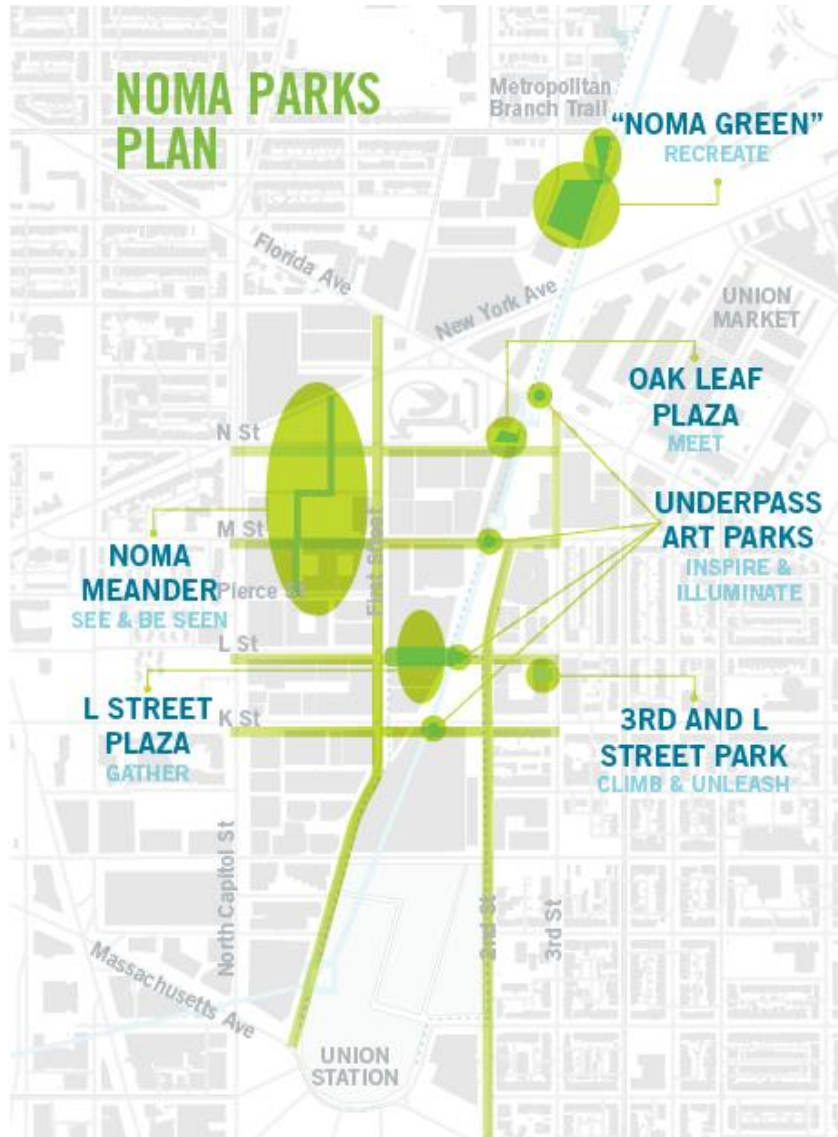 NOMA PARKS
PLAN
Metropolitan
Branch Trail
"NOMA GREEN"
RECREATE
Florida Ave
New York Ave
UNION
MARKET
OAK LEAF
PLAZA
MEET
N St
UNDERPASS
ART PARKS
INSPIRE &
ILLUMINATE
M St
First Street
NOMA
MEANDER
SEE & BE SEEN
Pierce St
L St
L STREET
PLAZA
GATHER
K St
3RD AND L
STREET PARK
CLIMB & UNLEASH
North Capitol St
2nd St
3rd St
Massachusetts Ave
UNION
STATION